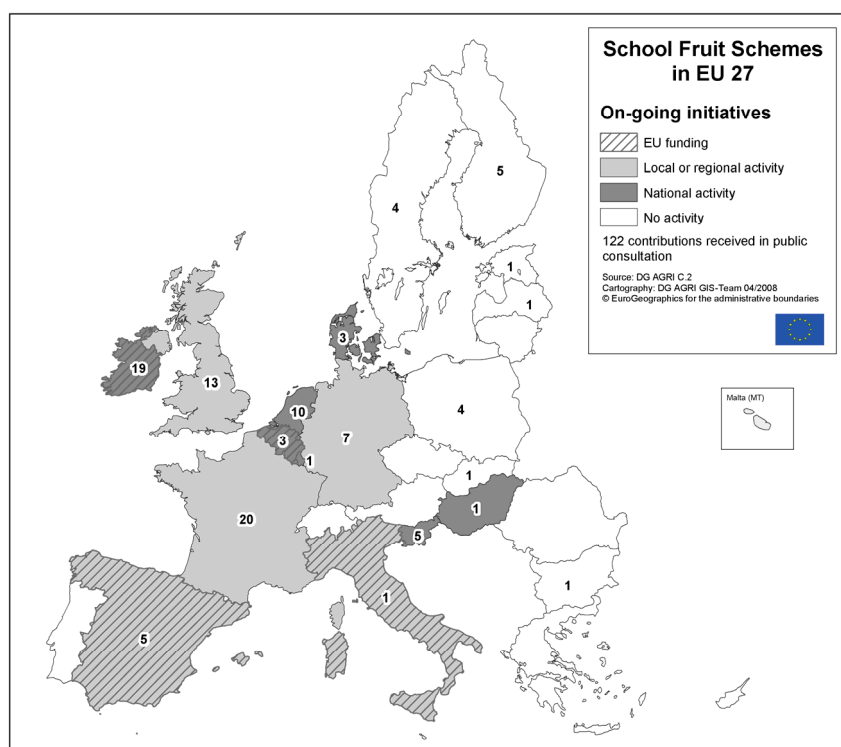 School Fruit Schemes
in EU 27
On-going initiatives
EU funding
Local or regional activity
National activity
No activity
122 contributions received in public
consultation
Source: DG AGRI C.2
Cartography: DG AGRI GIS-Team 04/2008
© EuroGeographics for the administrative boundaries
5
4
1
1
3
19
13
Malta (MT)
10
4
3
7
1
1
1
20
5
1
1
5